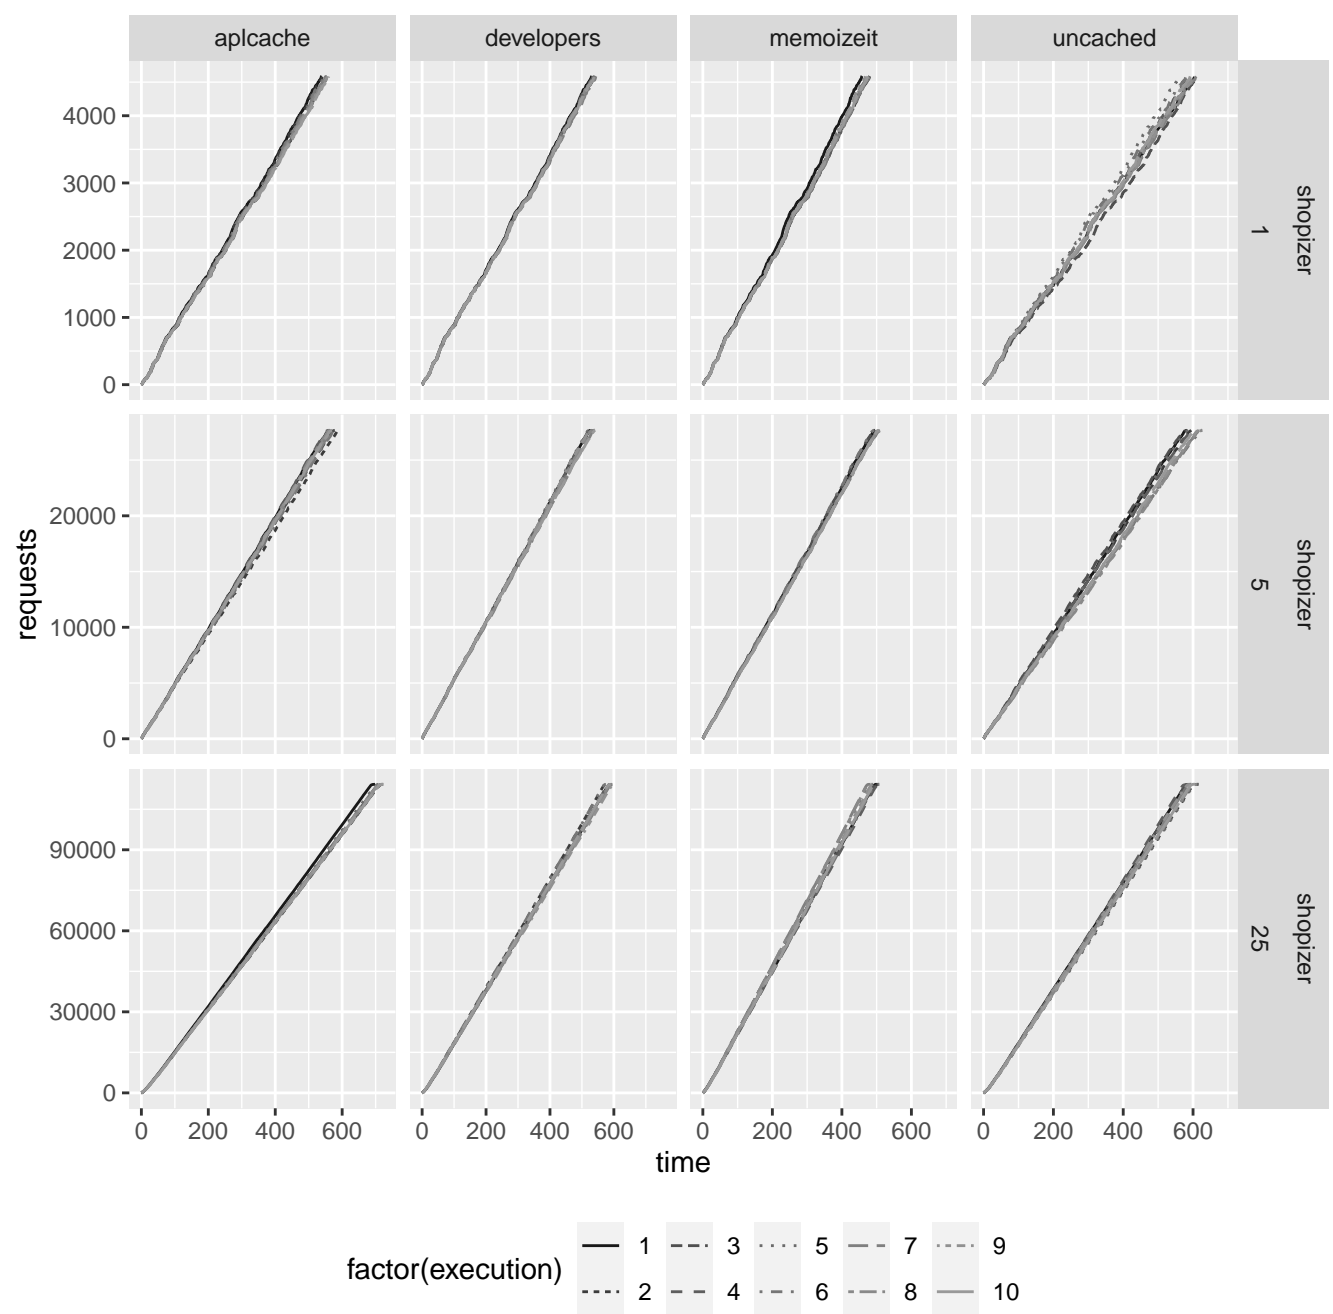 aplcache developers memoizeit uncached
4000
3000
2000
1000
0
shopizer
1
20000
10000
0
shopizer
5
90000
60000
30000
0
shopizer
25
requests
0 200 400 600 0 200 400 600 0 200 400 600 0 200 400 600
time
factor(execution)
1 3 5 7 9
2 4 6 8 10